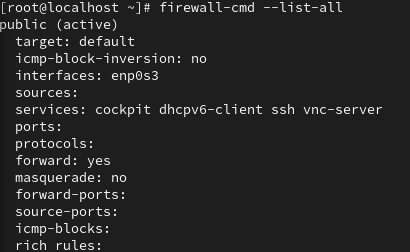 [root@localhost ~]# firewall-cmd --list-all
public (active)
  target: default
  icmp-block-inversion: no
  interfaces: enp0s3
  sources:
  services: cockpit dhcpv6-client ssh vnc-server
  ports:
  protocols:
  forward: yes
  masquerade: no
  forward-ports:
  source-ports:
  icmp-blocks:
  rich rules: